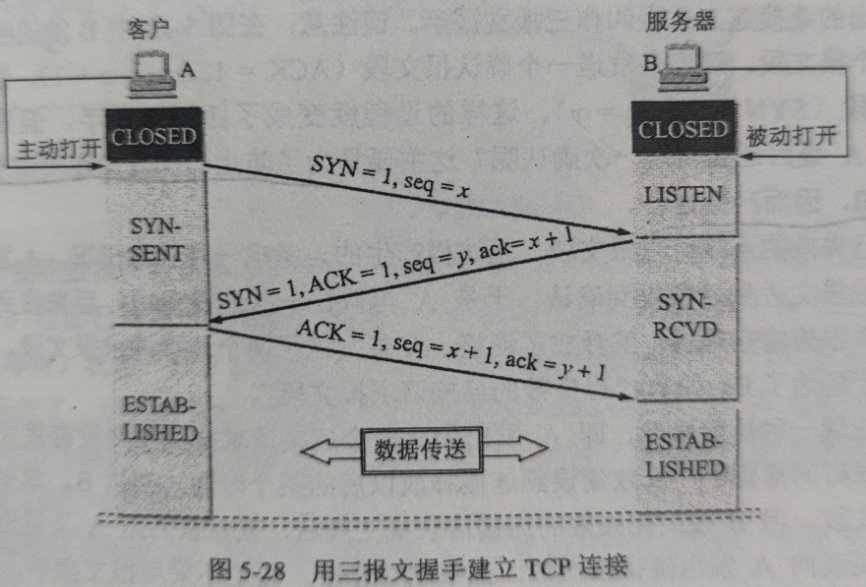 客户
服务器
A
B
CLOSED
CLOSED
主动打开
被动打开
SYN = 1, seq = x
LISTEN
SYN-
SENT
SYN = 1, ACK = 1, seq = y, ack= x + 1
SYN-
RCVD
ACK = 1, seq = x + 1, ack = y + 1
ESTAB-
LISHED
数据传送
ESTAB-
LISHED
图 5-28 用三报文握手建立 TCP 连接